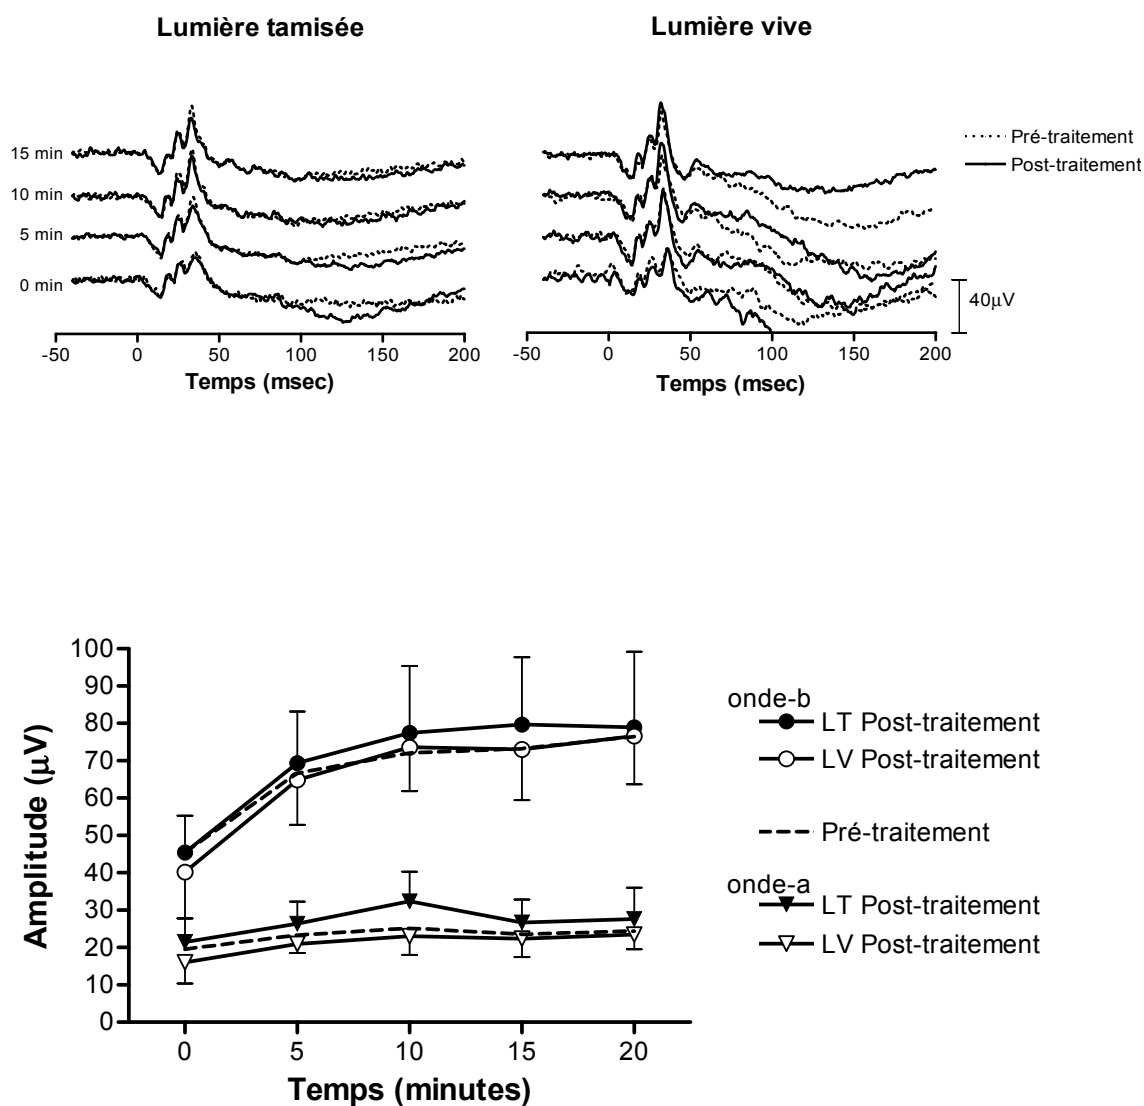 Lumière tamisée
Lumière vive
15 min
10 min
5 min
0 min
Pré-traitement
Post-traitement
40µV
-50 0 50 100 150 200
-50 0 50 100 150 200
Temps (msec)
Temps (msec)
100
90
80
70
60
50
40
30
20
10
0
Amplitude (µV)
0 5 10 15 20
Temps (minutes)
onde-b
LT Post-traitement
LV Post-traitement
Pré-traitement
onde-a
LT Post-traitement
LV Post-traitement